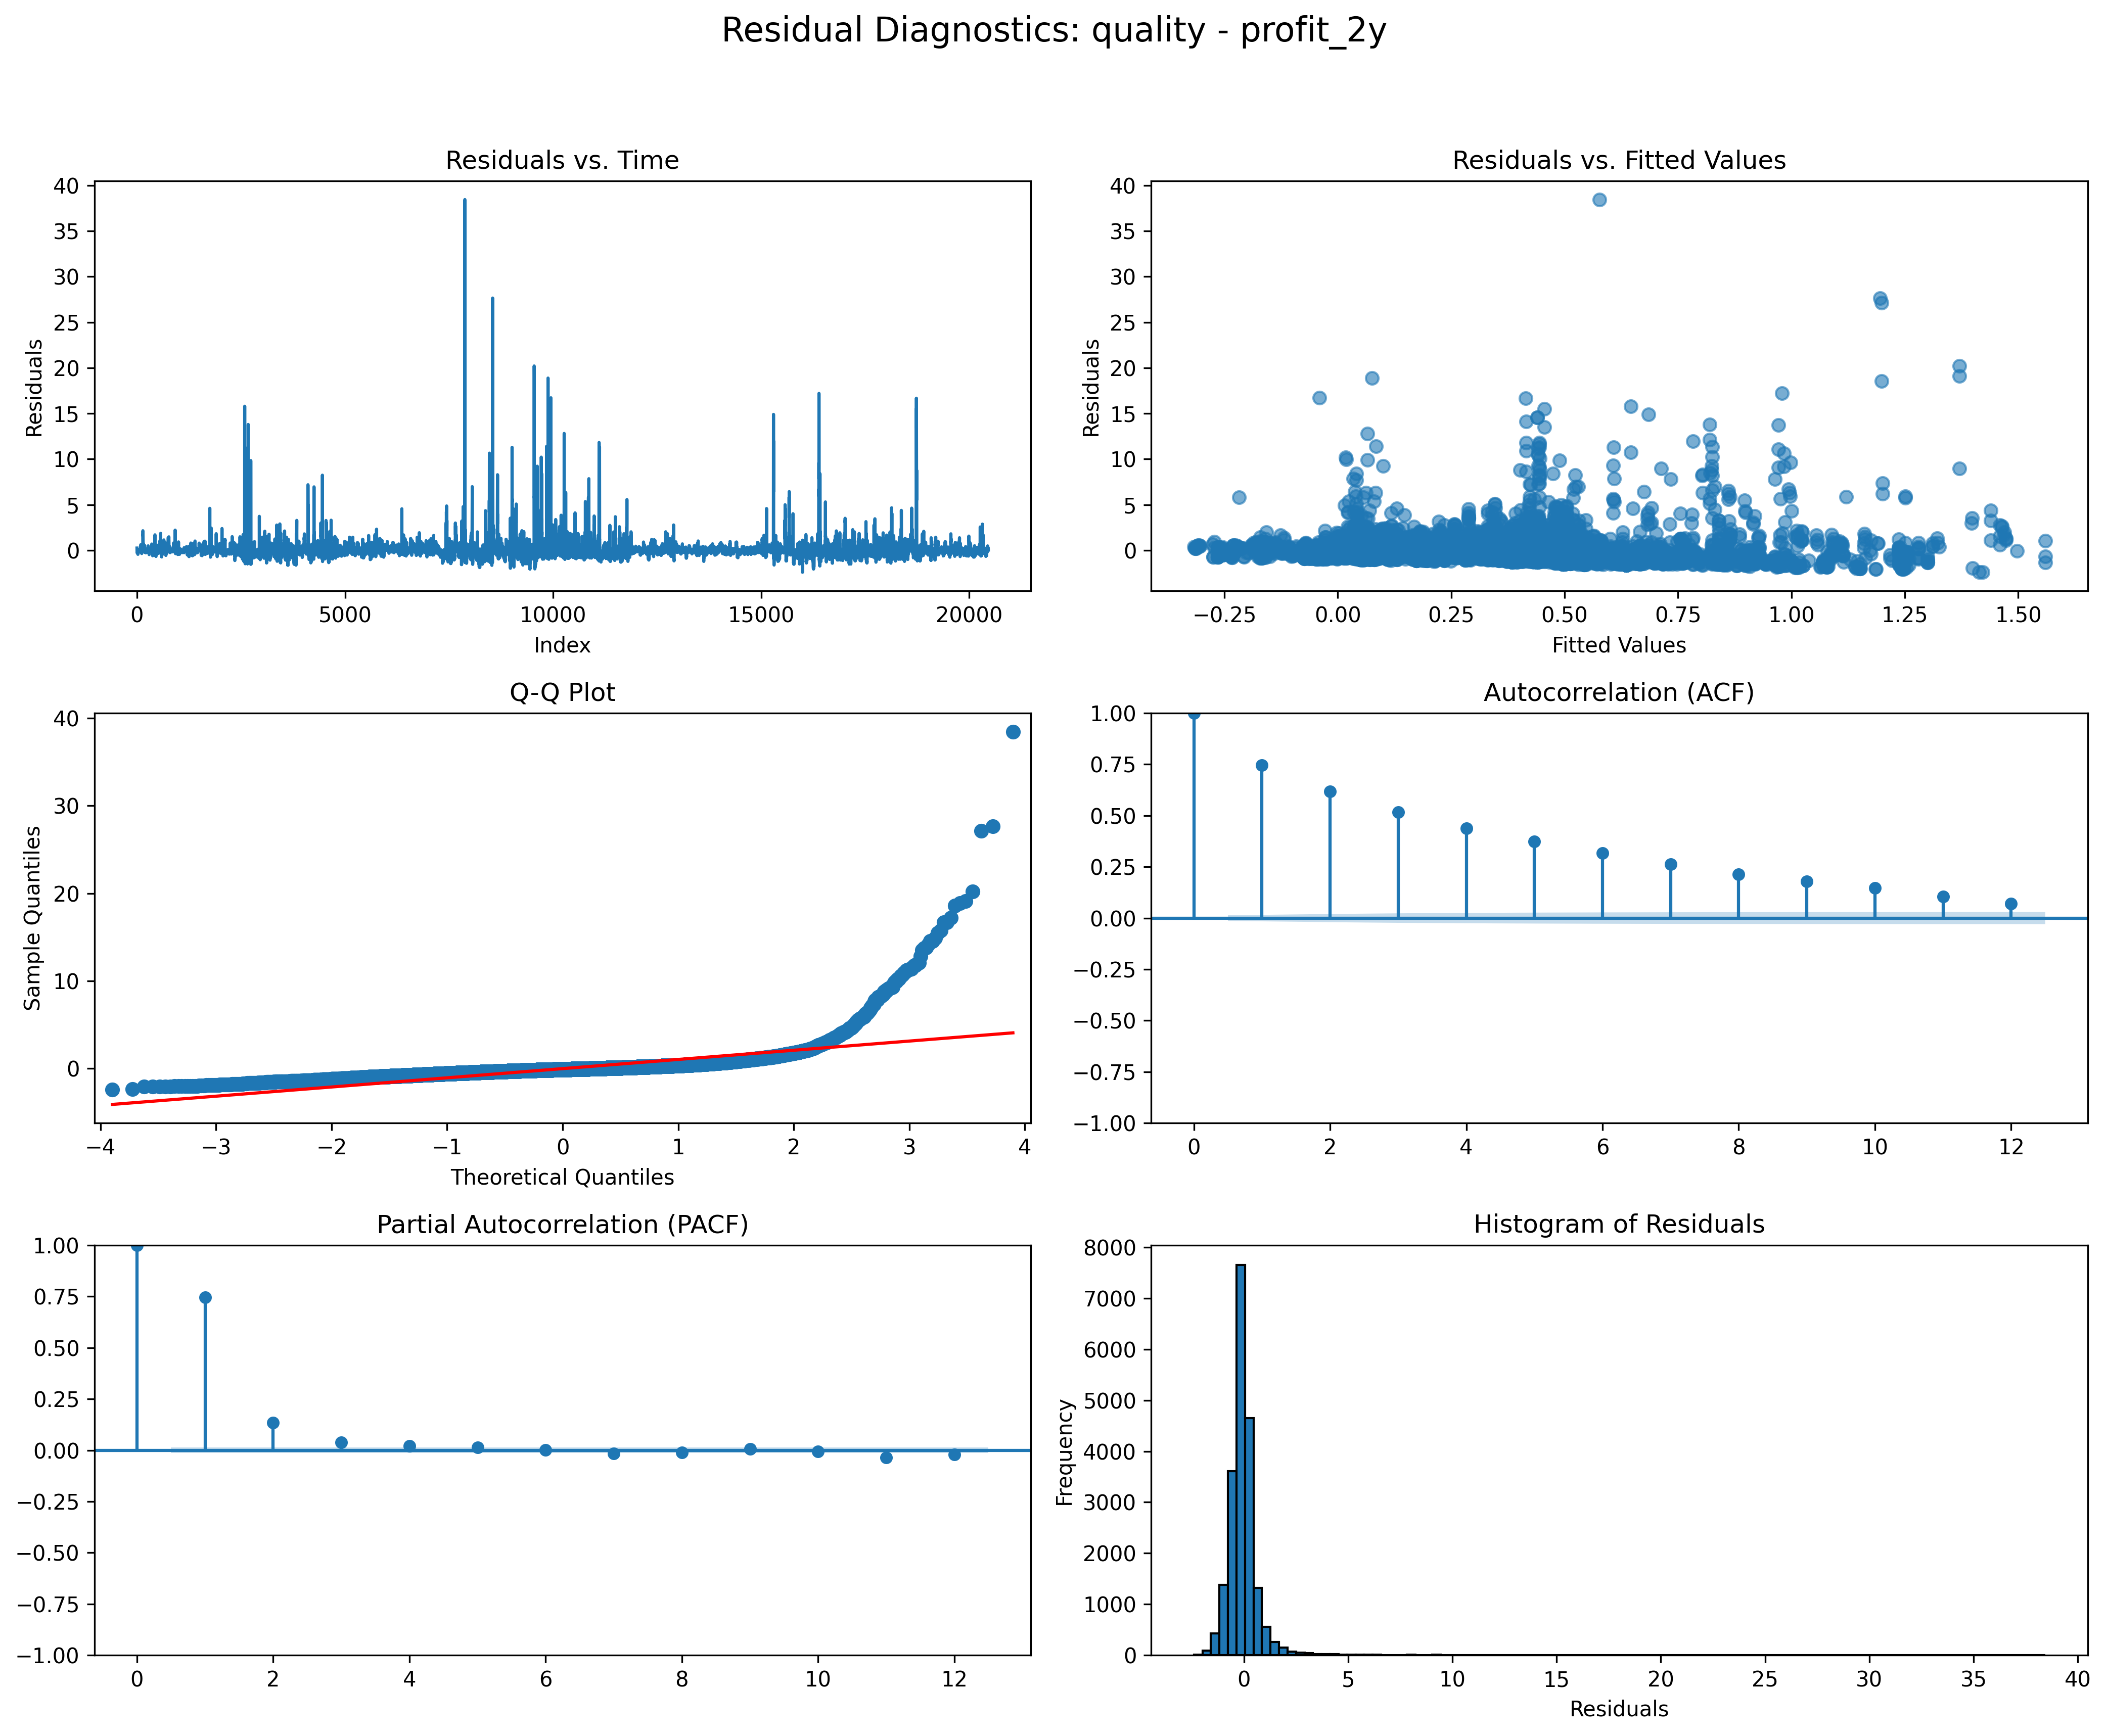 Residual Diagnostics: quality - profit_2y
Residuals vs. Time
Residuals
40
35
30
25
20
15
10
5
0
0 5000 10000 15000 20000
Index
Residuals vs. Fitted Values
Residuals
40
35
30
25
20
15
10
5
0
−0.25 0.00 0.25 0.50 0.75 1.00 1.25 1.50
Fitted Values
Q-Q Plot
Sample Quantiles
40
30
20
10
0
−4 −3 −2 −1 0 1 2 3 4
Theoretical Quantiles
Autocorrelation (ACF)
1.00
0.75
0.50
0.25
0.00
−0.25
−0.50
−0.75
−1.00
0 2 4 6 8 10 12
Partial Autocorrelation (PACF)
1.00
0.75
0.50
0.25
0.00
−0.25
−0.50
−0.75
−1.00
0 2 4 6 8 10 12
Histogram of Residuals
Frequency
8000
7000
6000
5000
4000
3000
2000
1000
0
0 5 10 15 20 25 30 35 40
Residuals